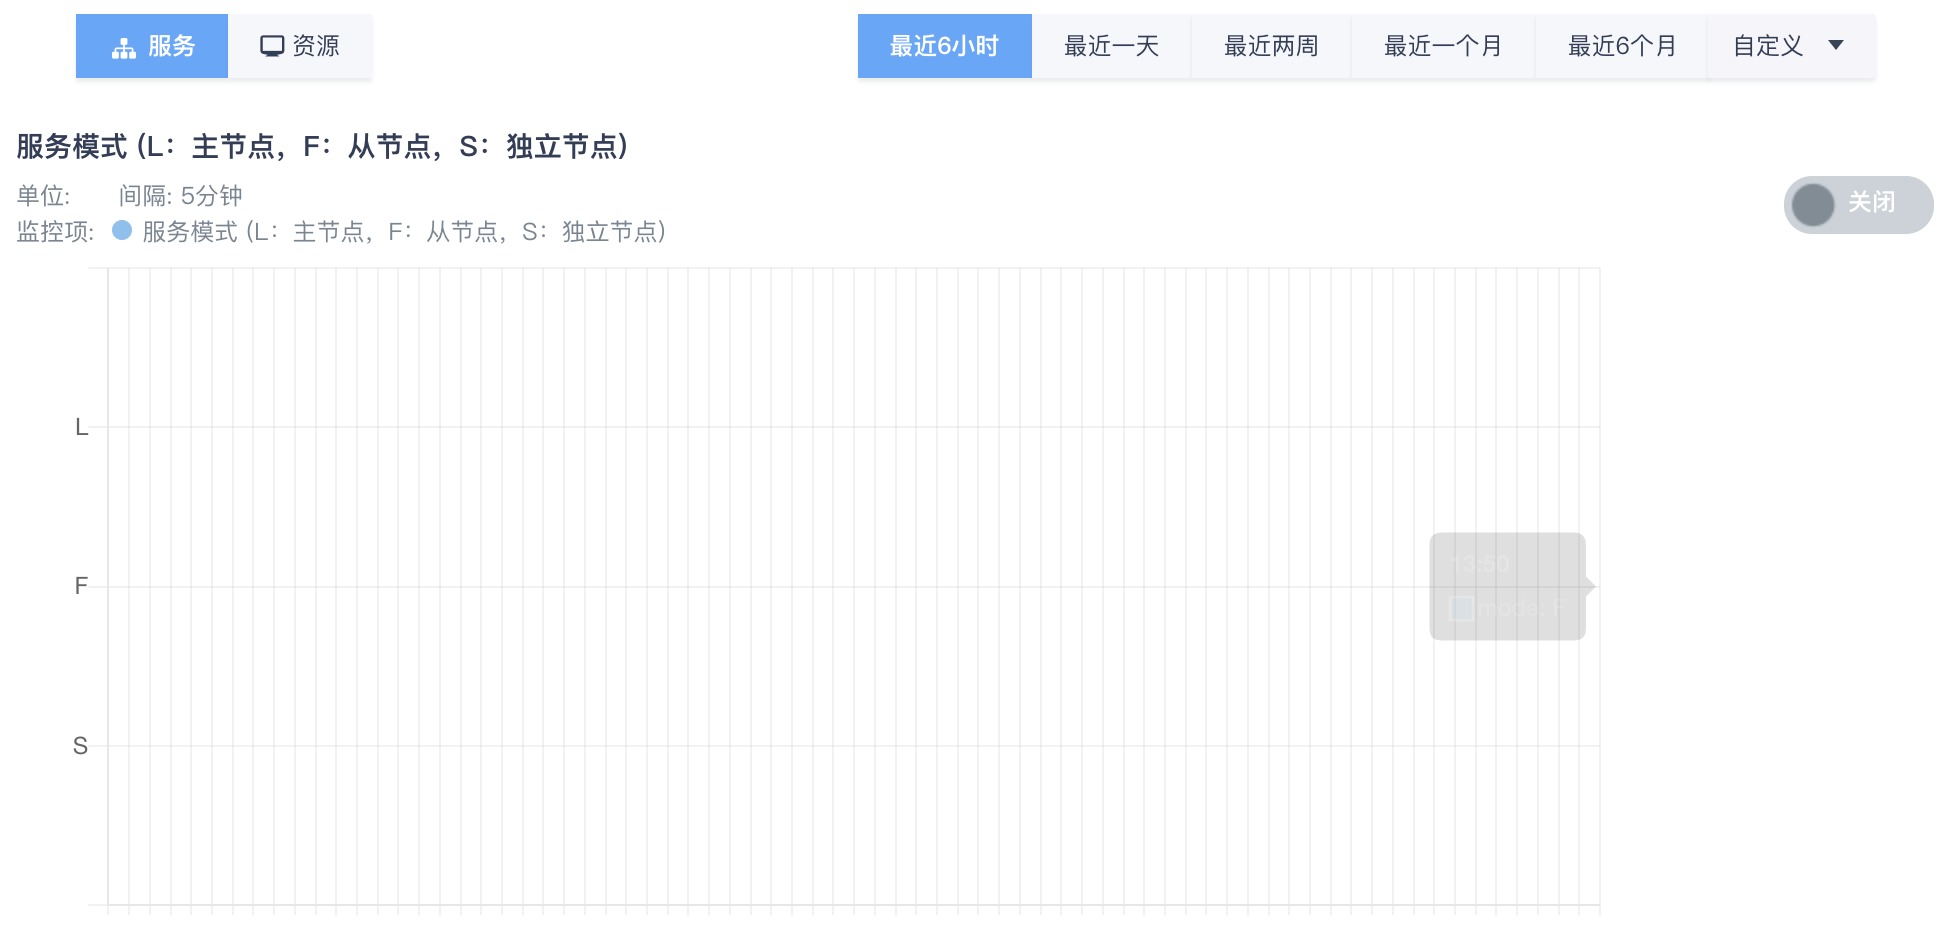 服务 资源 最近6小时 最近一天 最近两周 最近一个月 最近6个月 自定义
服务模式 (L：主节点，F：从节点，S：独立节点)
单位: 间隔: 5分钟
关闭
监控项: 服务模式 (L：主节点，F：从节点，S：独立节点)
L
F
S
13:50
mode: F